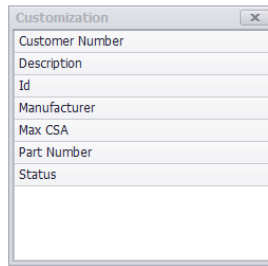 Customization
Customer Number
Description
Id
Manufacturer
Max CSA
Part Number
Status